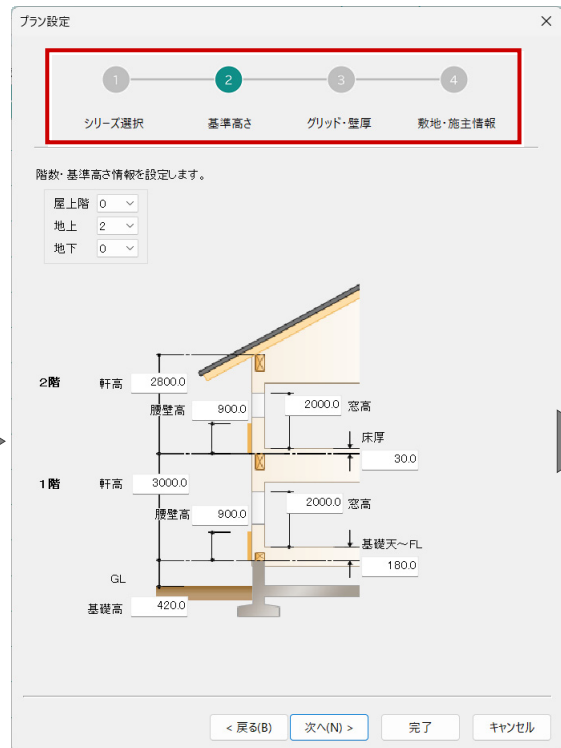 プラン設定
1 2 3 4
シリーズ選択 基準高さ グリッド・壁厚 敷地・施主情報
階数・基準高さ情報を設定します。
屋上階 0
地上 2
地下 0
2階 軒高 2800.0
腰壁高 900.0 2000.0 窓高
床厚
30.0
1階 軒高 3000.0
腰壁高 900.0 2000.0 窓高
基礎天～FL
180.0
GL
基礎高 420.0
< 戻る(B) 次へ(N) > 完了 キャンセル